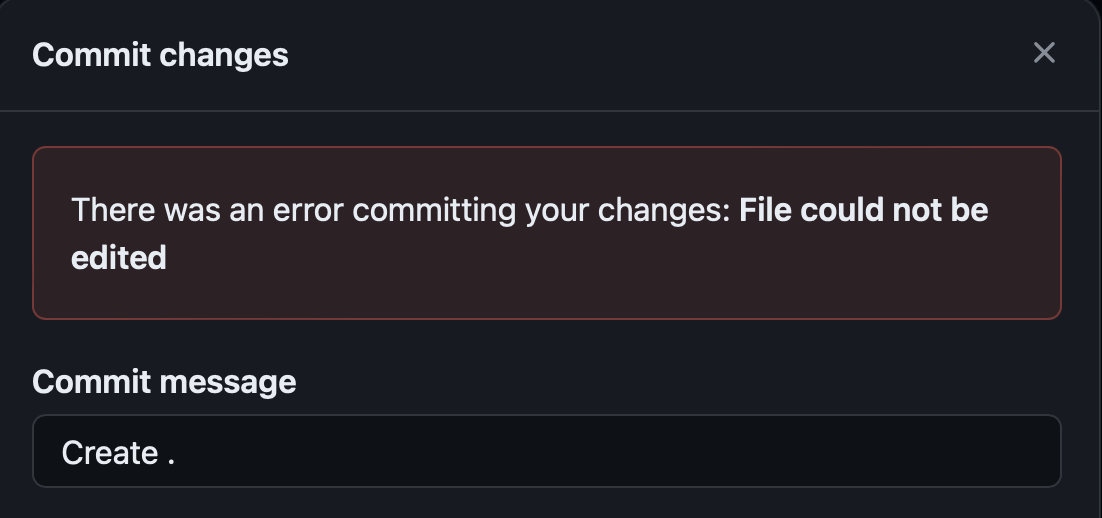 Commit changes
There was an error committing your changes: File could not be
edited
Commit message
Create .